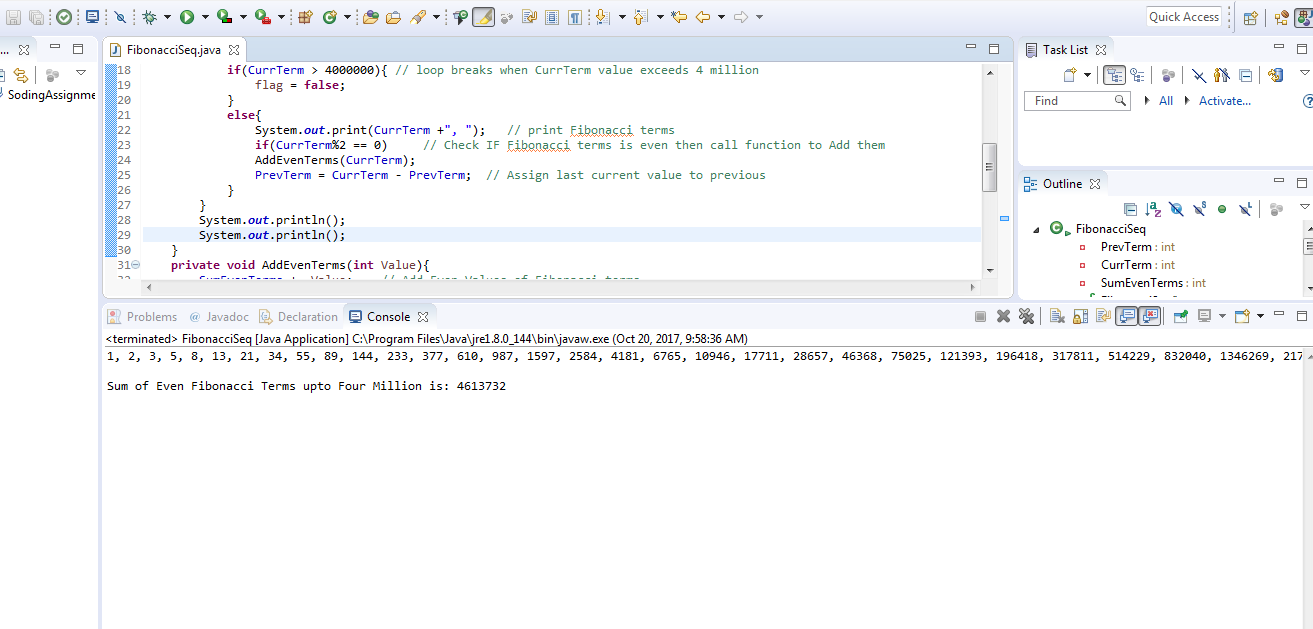 Quick Access
...
FibonacciSeq.java
18 if(CurrTerm > 4000000){ // loop breaks when CurrTerm value exceeds 4 million
19 flag = false;
20 }
21 else{
22 System.out.print(CurrTerm +", "); // print Fibonacci terms
23 if(CurrTerm%2 == 0) // Check IF Fibonacci terms is even then call function to Add them
24 AddEvenTerms(CurrTerm);
25 PrevTerm = CurrTerm - PrevTerm; // Assign last current value to previous
26 }
27 }
28 System.out.println();
29 System.out.println();
30 }
31 private void AddEvenTerms(int Value){
SodingAssignme
Task List
Find
All
Activate...
Outline
FibonacciSeq
PrevTerm : int
CurrTerm : int
SumEvenTerms : int
Problems
@ Javadoc
Declaration
Console
<terminated> FibonacciSeq [Java Application] C:\Program Files\Java\jre1.8.0_144\bin\javaw.exe (Oct 20, 2017, 9:58:36 AM)
1, 2, 3, 5, 8, 13, 21, 34, 55, 89, 144, 233, 377, 610, 987, 1597, 2584, 4181, 6765, 10946, 17711, 28657, 46368, 75025, 121393, 196418, 317811, 514229, 832040, 1346269, 217
Sum of Even Fibonacci Terms upto Four Million is: 4613732